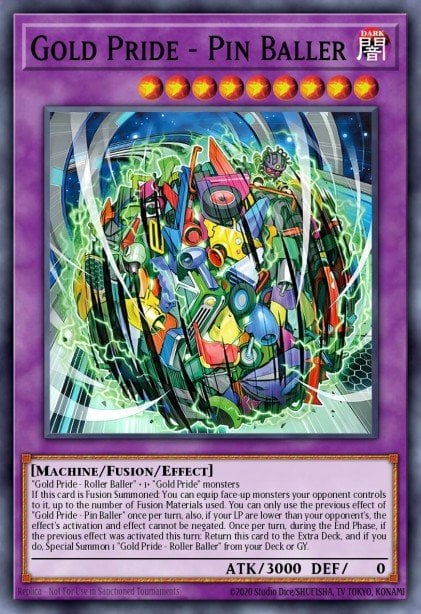 GOLD PRIDE - PIN BALLER
DARK
闇
[MACHINE/FUSION/EFFECT]
"Gold Pride - Roller Baller" + 1+ "Gold Pride" monsters
If this card is Fusion Summoned: You can equip face-up monsters your opponent controls
to it, up to the number of Fusion Materials used. You can only use the previous effect of
"Gold Pride - Pin Baller" once per turn, also, if your LP are lower than your opponent's, the
effect's activation and effect cannot be negated. Once per turn, during the End Phase, if
the previous effect was activated this turn: Return this card to the Extra Deck, and if you
do, Special Summon 1 "Gold Pride - Roller Baller" from your Deck or GY.
ATK/3000 DEF/ 0
Replica - Not For Use in Sanctioned Tournaments ©2020 Studio Dice/SHUEISHA, TV TOKYO, KONAMI